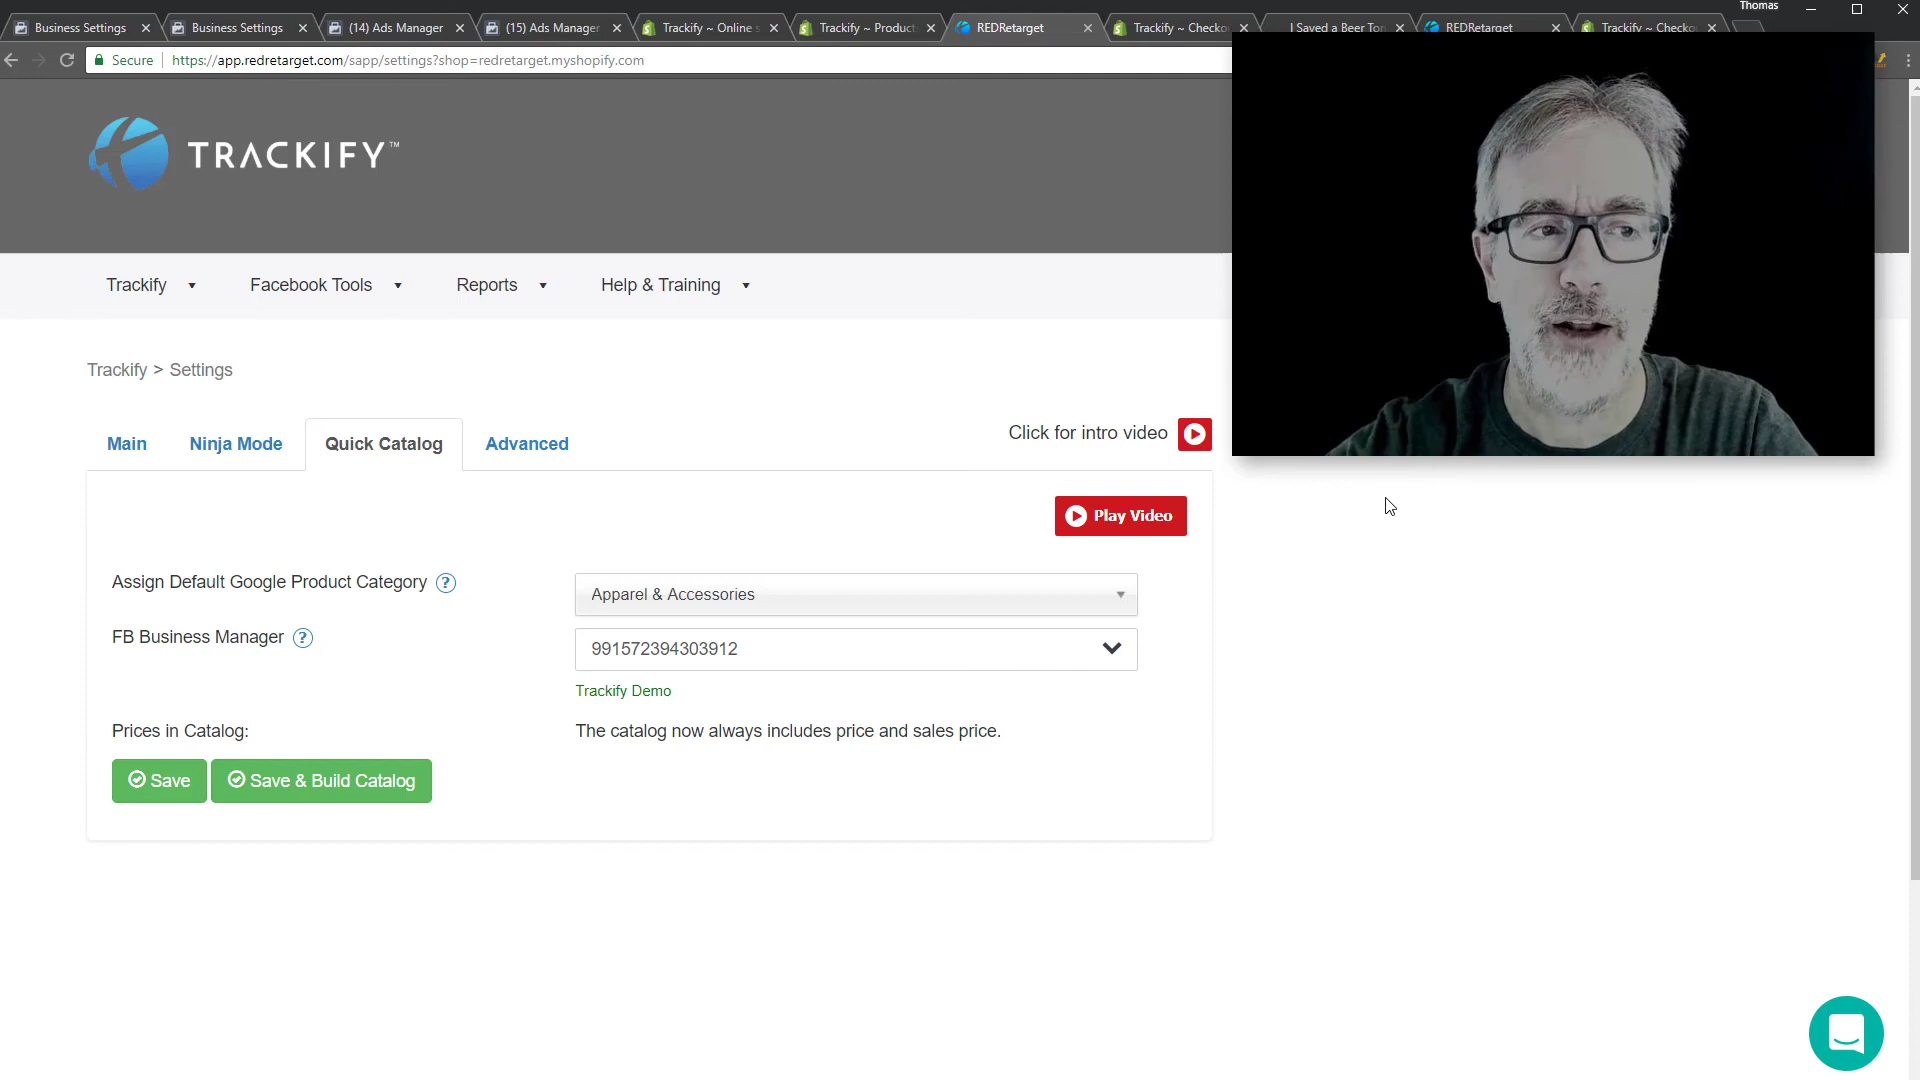 Thomas
Business Settings
Business Settings
(14) Ads Manager
(15) Ads Manager
Trackify ~ Online s
Trackify ~ Product
REDRetarget
Trackify ~ Checkou
I Saved a Beer Ton
REDRetarget
Trackify ~ Checko
Secure
https://app.redretarget.com/sapp/settings?shop=redretarget.myshopify.com
TRACKIFY™
Trackify
Facebook Tools
Reports
Help & Training
Trackify > Settings
Main
Ninja Mode
Quick Catalog
Advanced
Click for intro video
Play Video
Assign Default Google Product Category ?
Apparel & Accessories
FB Business Manager ?
991572394303912
Trackify Demo
Prices in Catalog:
The catalog now always includes price and sales price.
Save
Save & Build Catalog